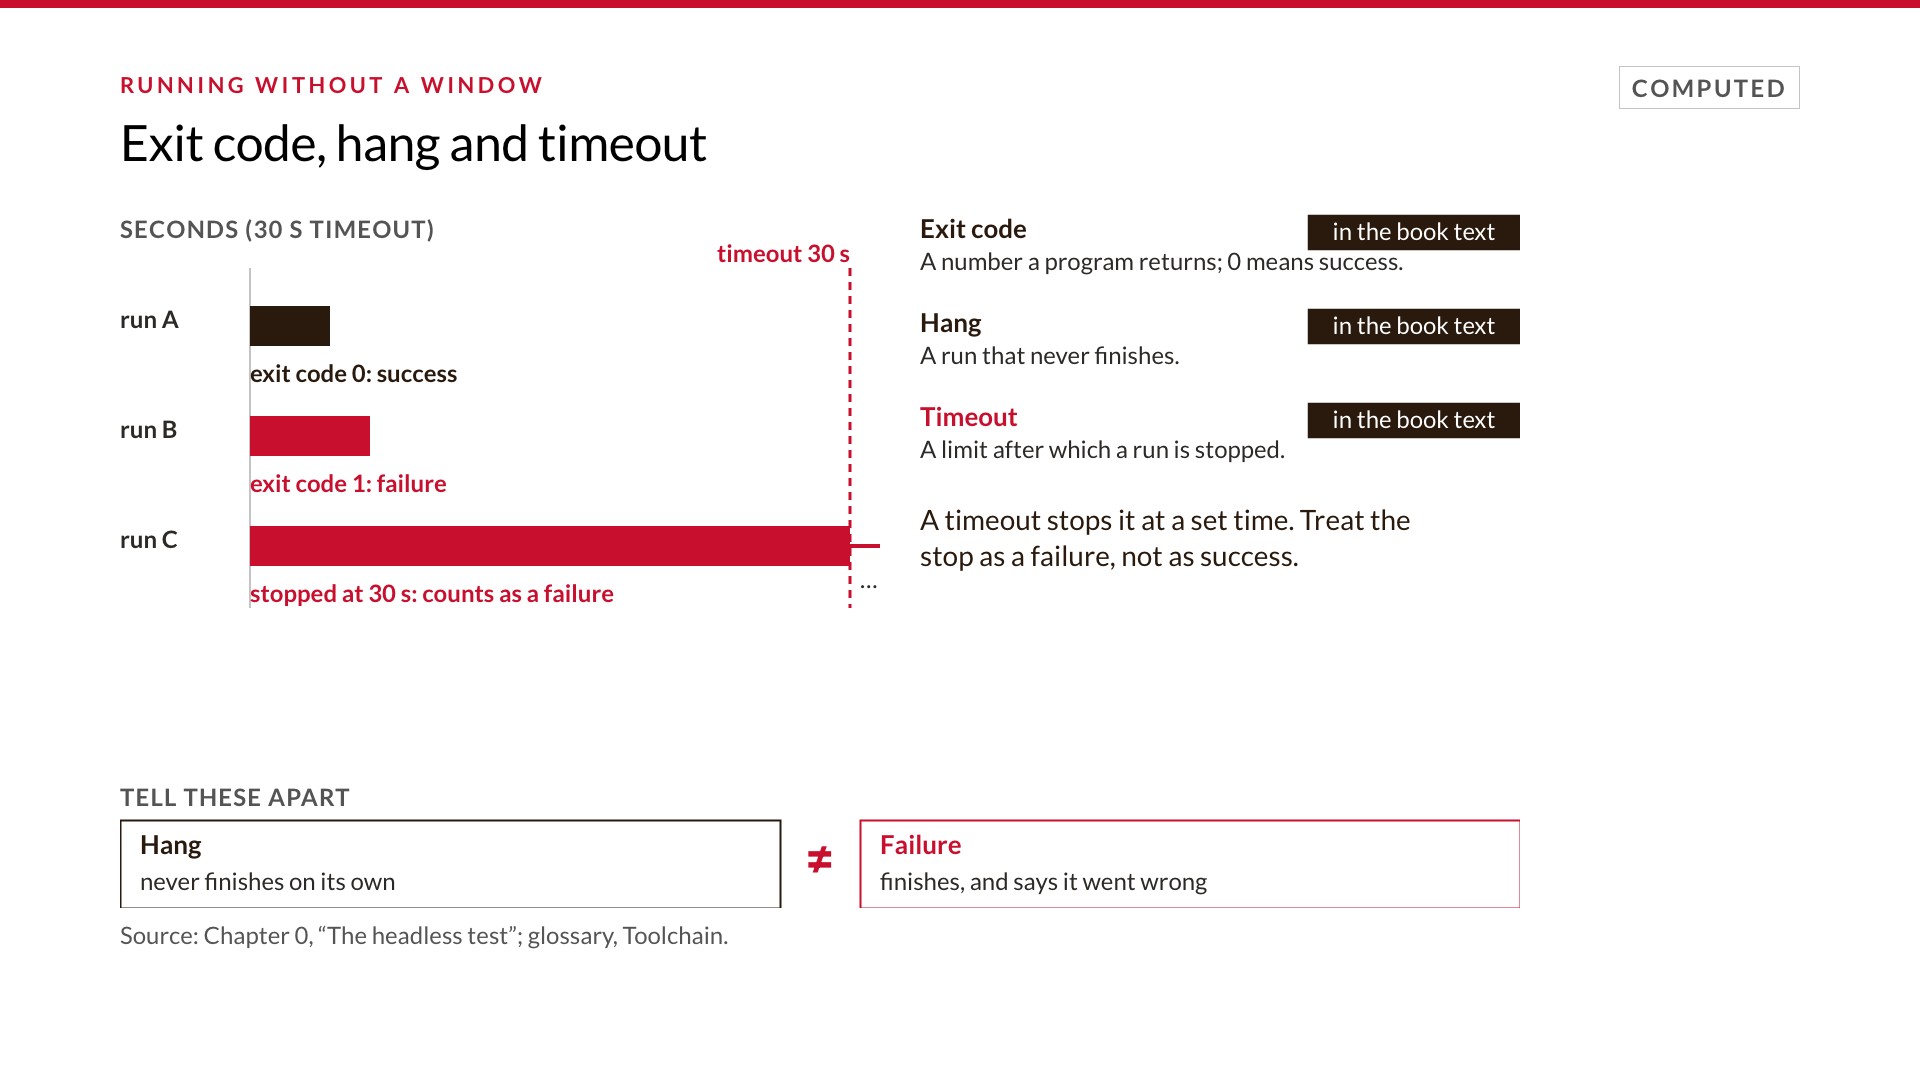 RUNNING WITHOUT A WINDOW
COMPUTED
Exit code, hang and timeout
SECONDS (30 S TIMEOUT)
timeout 30 s
run A
exit code 0: success
run B
exit code 1: failure
run C
...
stopped at 30 s: counts as a failure
Exit code
in the book text
A number a program returns; 0 means success.
Hang
in the book text
A run that never finishes.
Timeout
in the book text
A limit after which a run is stopped.
A timeout stops it at a set time. Treat the
stop as a failure, not as success.
TELL THESE APART
Hang
never finishes on its own
≠
Failure
finishes, and says it went wrong
Source: Chapter 0, “The headless test”; glossary, Toolchain.